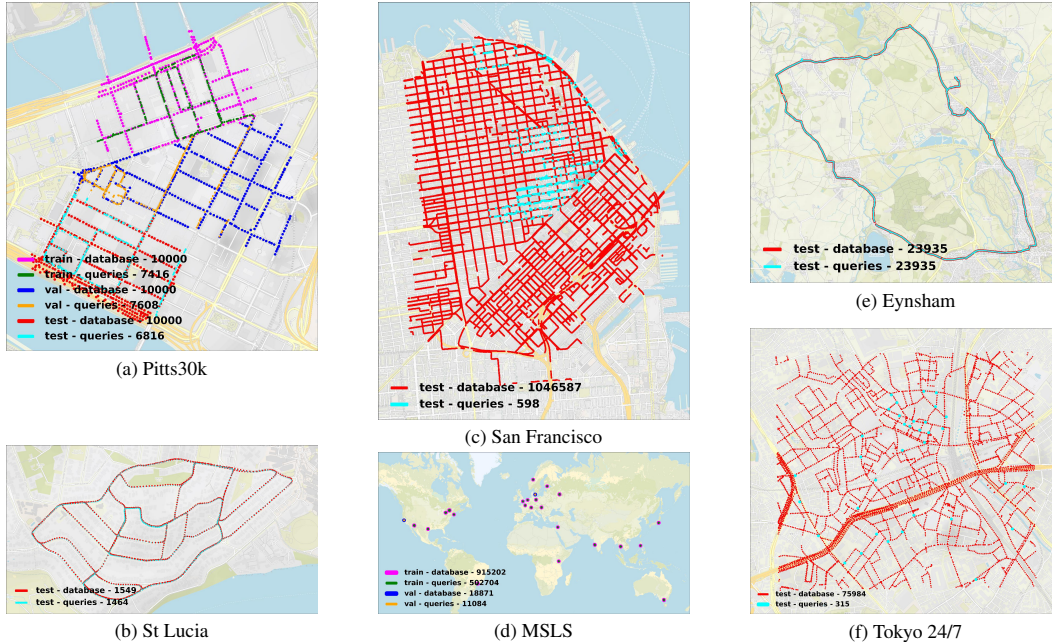 train - database - 10000
train - queries - 7416
val - database - 10000
val - queries - 7608
test - database - 10000
test - queries - 6816
(a) Pitts30k
test - database - 1549
test - queries - 1464
(b) St Lucia
test - database - 1046587
test - queries - 598
(c) San Francisco
train - database - 915202
train - queries - 502704
val - database - 18871
val - queries - 11084
(d) MSLS
test - database - 23935
test - queries - 23935
(e) Eynsham
test - database - 75984
test - queries - 315
(f) Tokyo 24/7